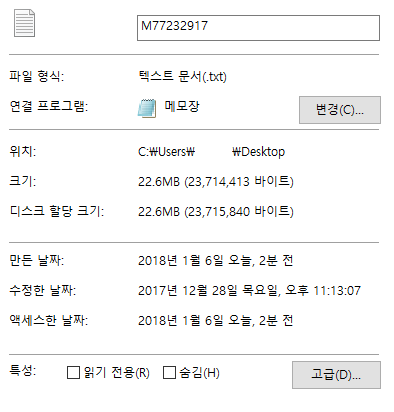 M77232917
파일 형식: 텍스트 문서(.txt)
연결 프로그램: 메모장 변경(C)...
위치: C:₩Users₩ ₩Desktop
크기: 22.6MB (23,714,413 바이트)
디스크 할당 크기: 22.6MB (23,715,840 바이트)
만든 날짜: 2018년 1월 6일 오늘, 2분 전
수정한 날짜: 2017년 12월 28일 목요일, 오후 11:13:07
액세스한 날짜: 2018년 1월 6일 오늘, 2분 전
특성: 읽기 전용(R) 숨김(H) 고급(D)...